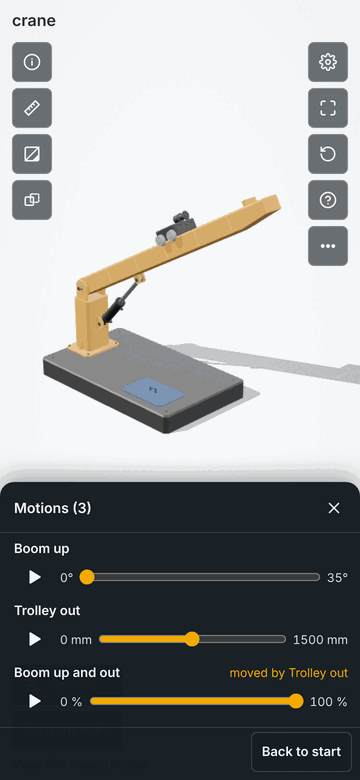 crane
Motions (3)
Boom up
0° 35°
Trolley out
0 mm 1500 mm
Boom up and out moved by Trolley out
0 % 100 %
Back to start